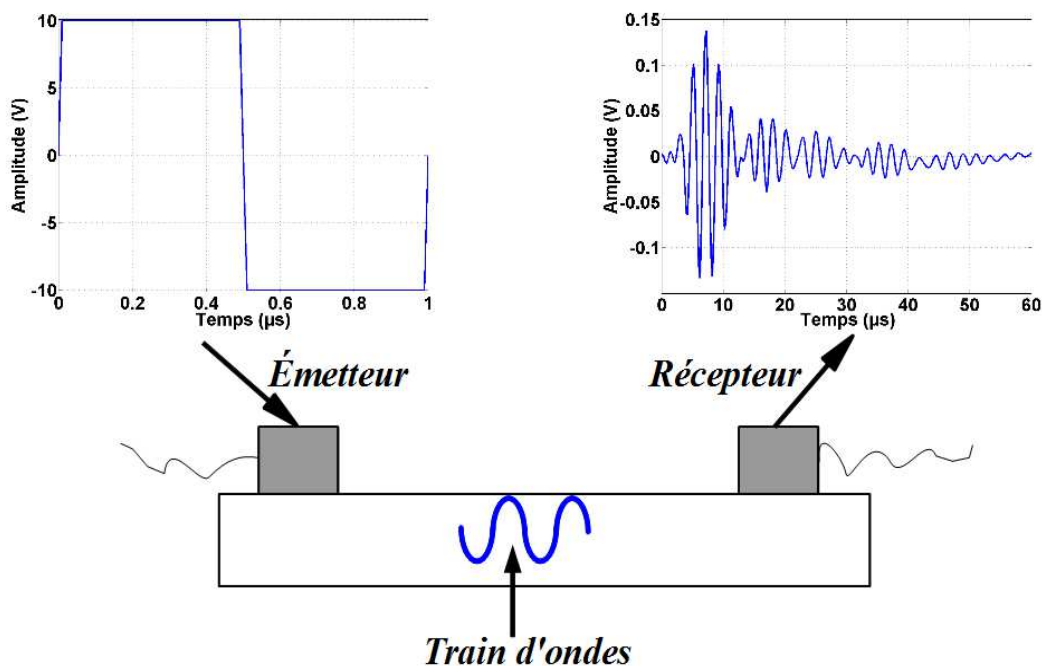 10
5
0
-5
-10
Amplitude (V)
0 0.2 0.4 0.6 0.8 1
Temps (µs)
0.15
0.1
0.05
0
-0.05
-0.1
Amplitude (V)
0 10 20 30 40 50 60
Temps (µs)
Émetteur
Récepteur
Train d'ondes